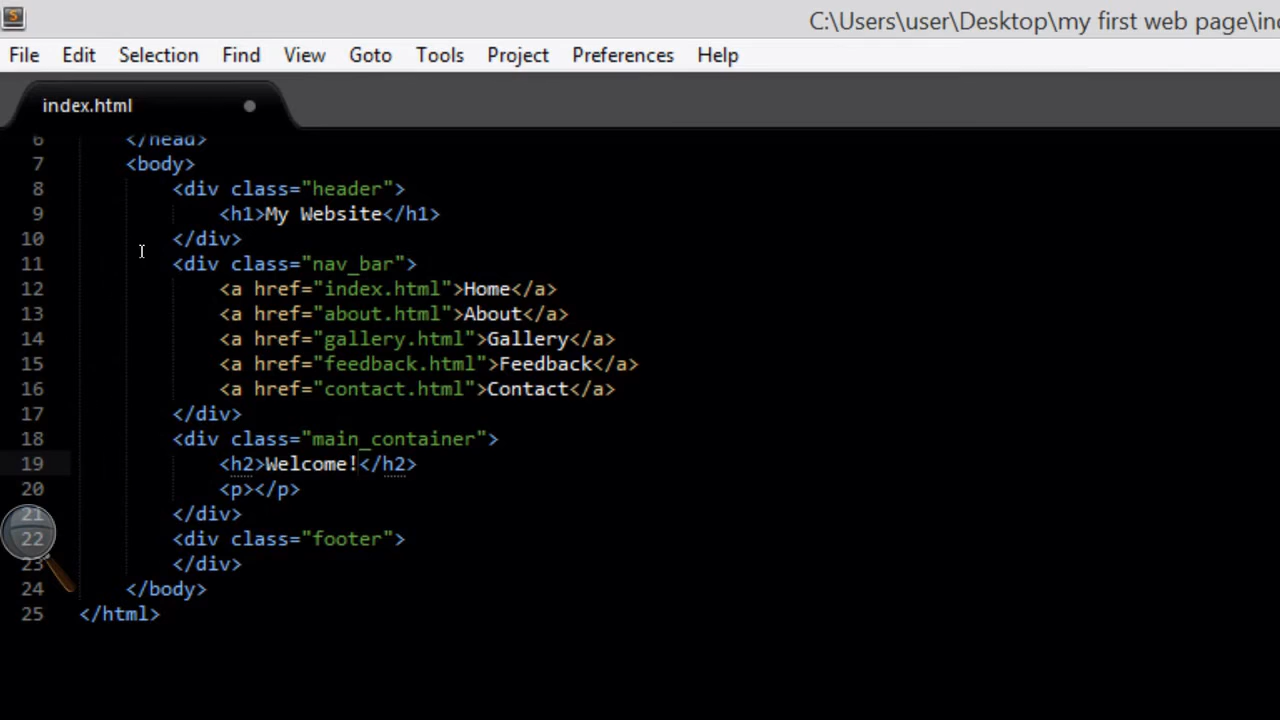 C:\Users\user\Desktop\my first web page\in
File Edit Selection Find View Goto Tools Project Preferences Help
index.html
6 </head>
7 <body>
8 <div class="header">
9 <h1>My Website</h1>
10 </div>
11 <div class="nav_bar">
12 <a href="index.html">Home</a>
13 <a href="about.html">About</a>
14 <a href="gallery.html">Gallery</a>
15 <a href="feedback.html">Feedback</a>
16 <a href="contact.html">Contact</a>
17 </div>
18 <div class="main_container">
19 <h2>Welcome!</h2>
20 <p></p>
21 </div>
22 <div class="footer">
23 </div>
24 </body>
25 </html>